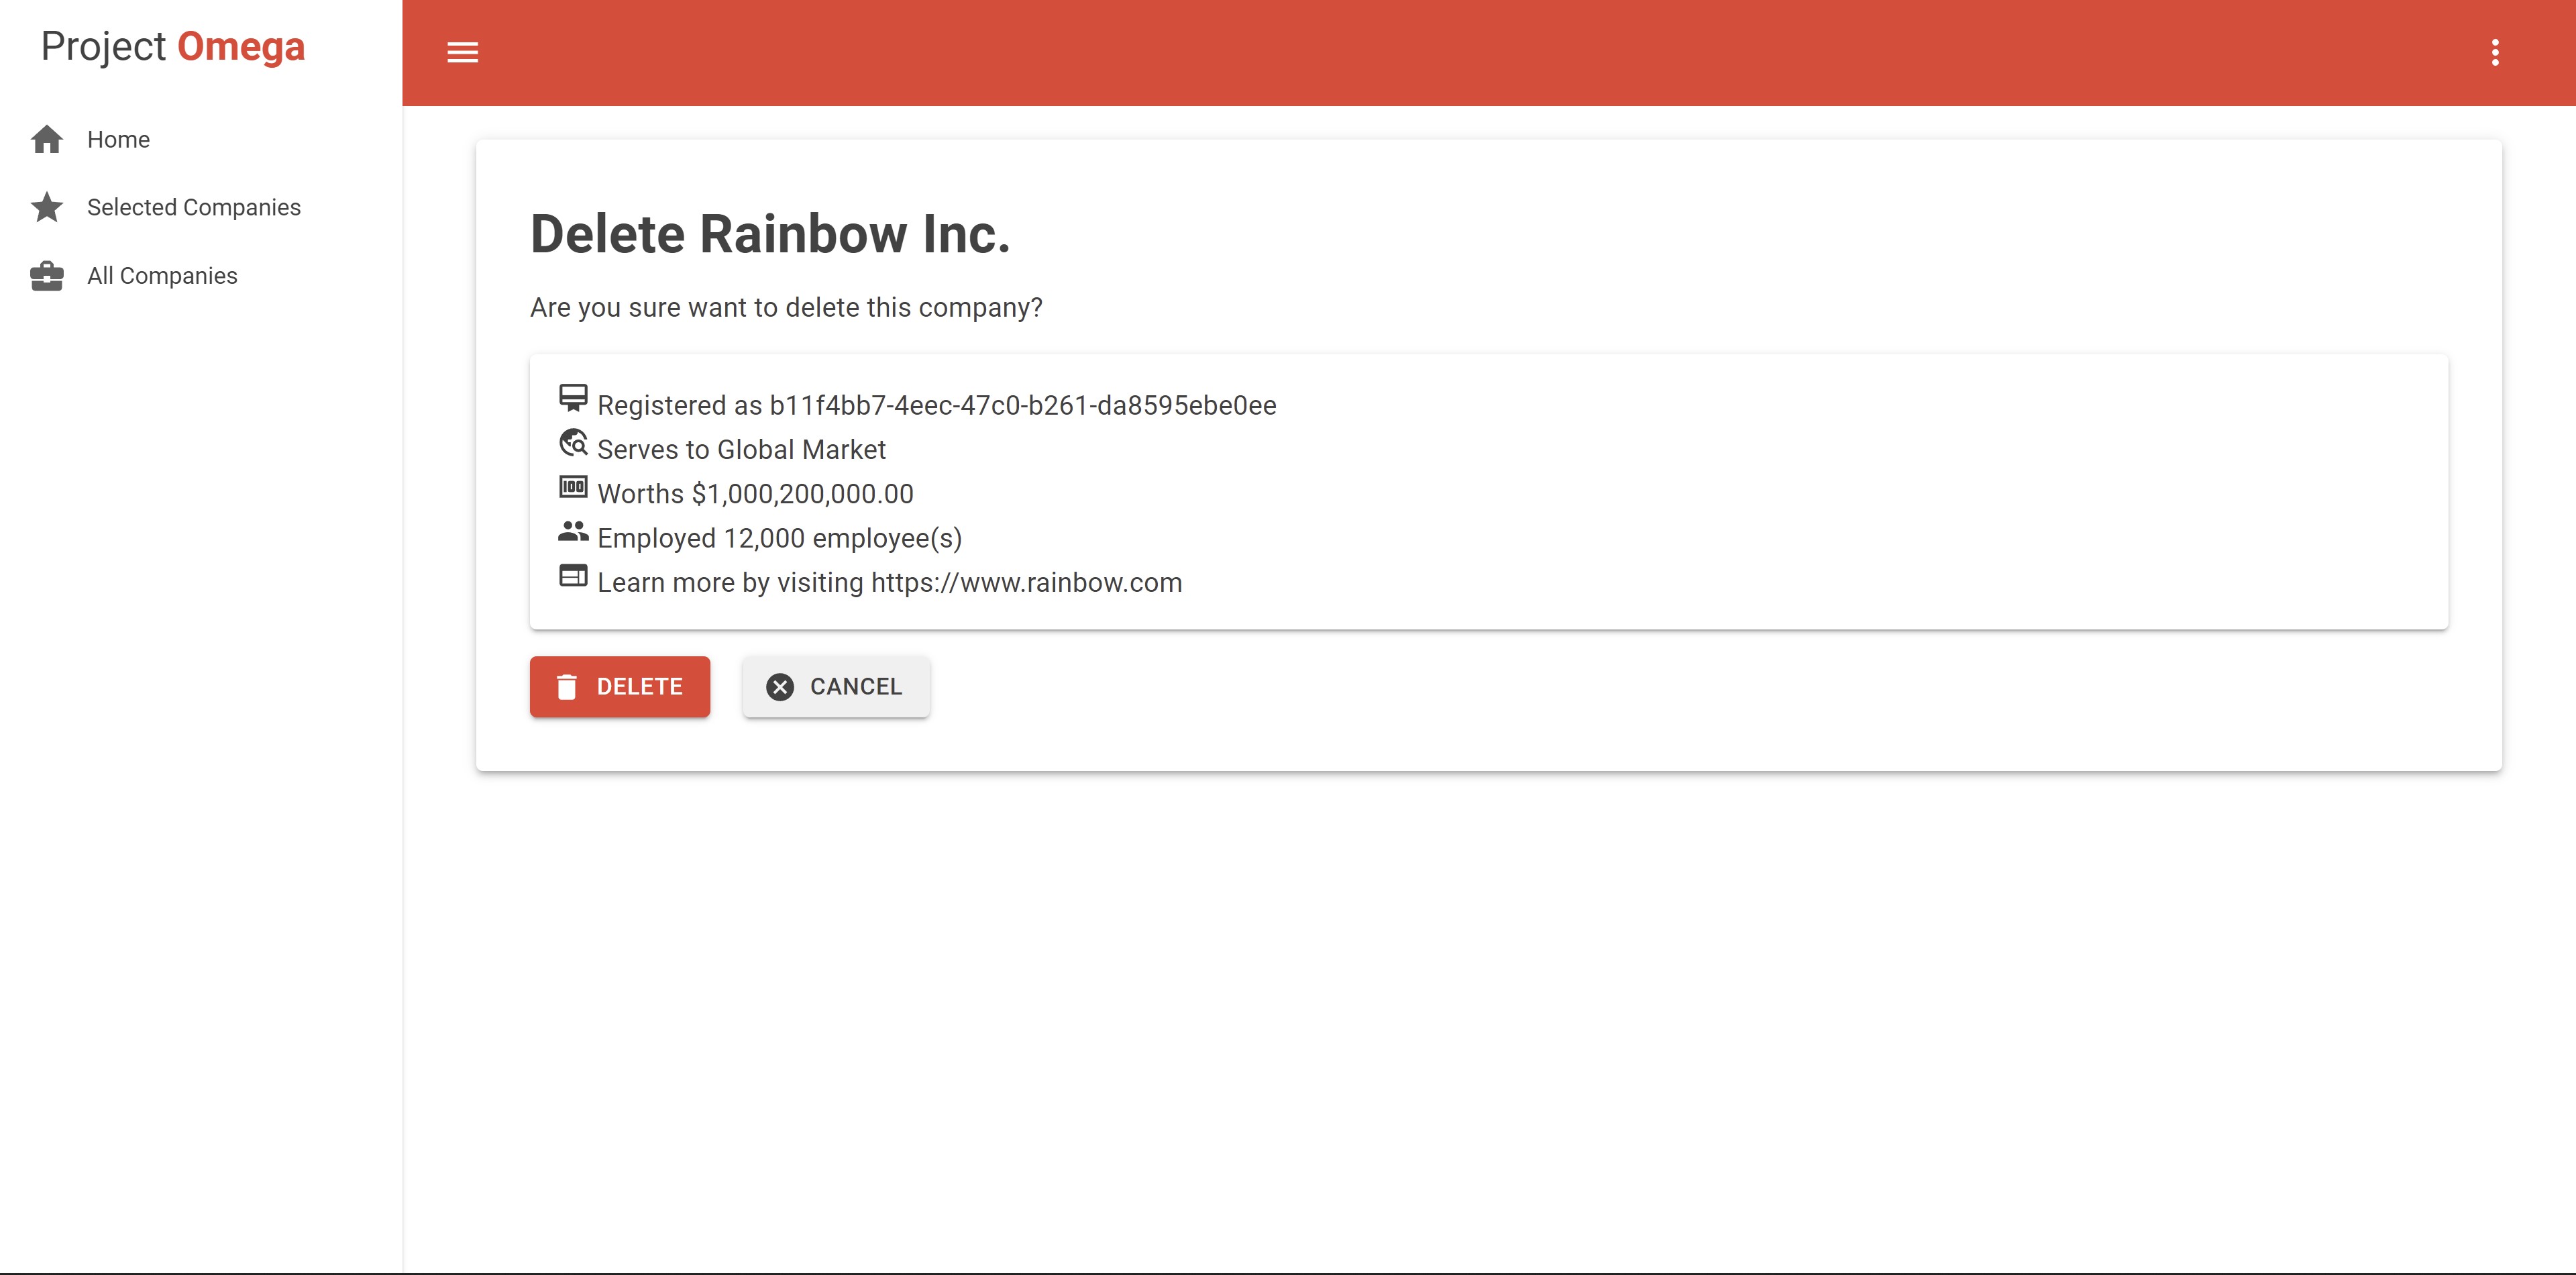 Project Omega
Home
Selected Companies
All Companies
Delete Rainbow Inc.
Are you sure want to delete this company?
Registered as b11f4bb7-4eec-47c0-b261-da8595ebe0ee
Serves to Global Market
100
Worths $1,000,200,000.00
Employed 12,000 employee(s)
Learn more by visiting https://www.rainbow.com
DELETE
CANCEL